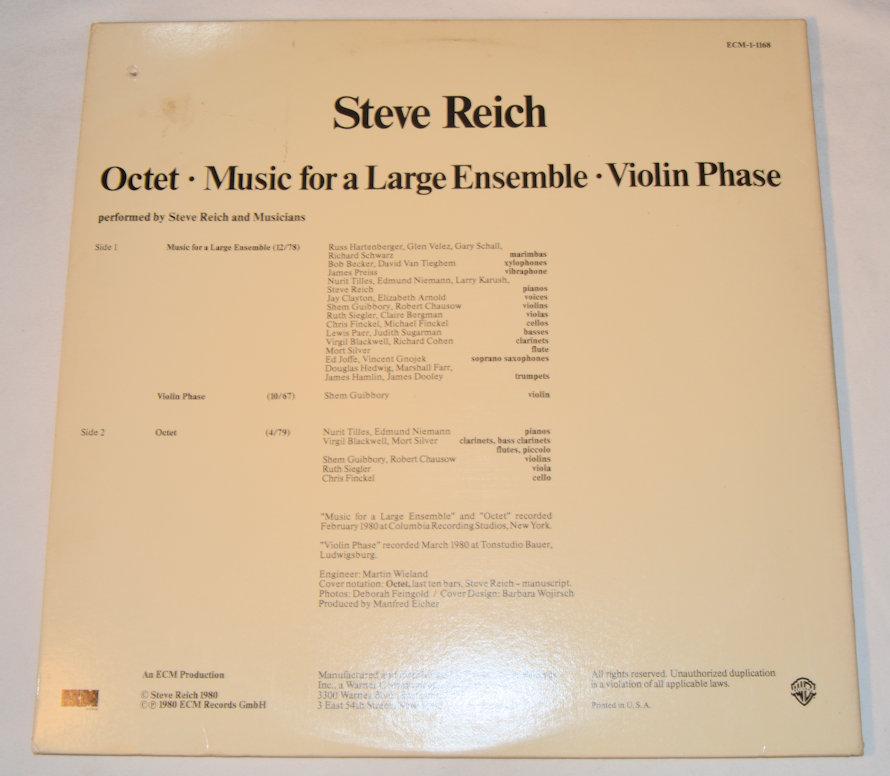 ECM-1-1168
Steve Reich
Octet · Music for a Large Ensemble · Violin Phase
performed by Steve Reich and Musicians
Side 1 Music for a Large Ensemble (12/78) Russ Hartenberger, Glen Velez, Gary Schall,
Richard Schwarz marimbas
Bob Becker, David Van Tieghem xylophones
James Preiss vibraphone
Nurit Tilles, Edmund Niemann, Larry Karush,
Steve Reich pianos
Jay Clayton, Elizabeth Arnold voices
Shem Guibbory, Robert Chausow violins
Ruth Siegler, Claire Bergman violas
Chris Finckel, Michael Finckel cellos
Lewis Paer, Judith Sugarman basses
Virgil Blackwell, Richard Cohen clarinets
Mort Silver flute
Ed Joffe, Vincent Gnojek soprano saxophones
Douglas Hedwig, Marshall Farr,
James Hamlin, James Dooley trumpets
Violin Phase (10/67) Shem Guibbory violin
Side 2 Octet (4/79) Nurit Tilles, Edmund Niemann pianos
Virgil Blackwell, Mort Silver clarinets, bass clarinets
flutes, piccolo
Shem Guibbory, Robert Chausow violins
Ruth Siegler viola
Chris Finckel cello
"Music for a Large Ensemble" and "Octet" recorded
February 1980 at Columbia Recording Studios, New York.
"Violin Phase" recorded March 1980 at Tonstudio Bauer,
Ludwigsburg.
Engineer: Martin Wieland
Cover notation: Octet, last ten bars, Steve Reich – manuscript.
Photos: Deborah Feingold / Cover Design: Barbara Wojirsch
Produced by Manfred Eicher
An ECM Production
© Steve Reich 1980
©℗ 1980 ECM Records GmbH
ECM
Manufactured and
Inc., a Warner
3300 Warner
3 East 54th Street, New
All rights reserved. Unauthorized duplication
is a violation of all applicable laws.
Printed in U.S.A.